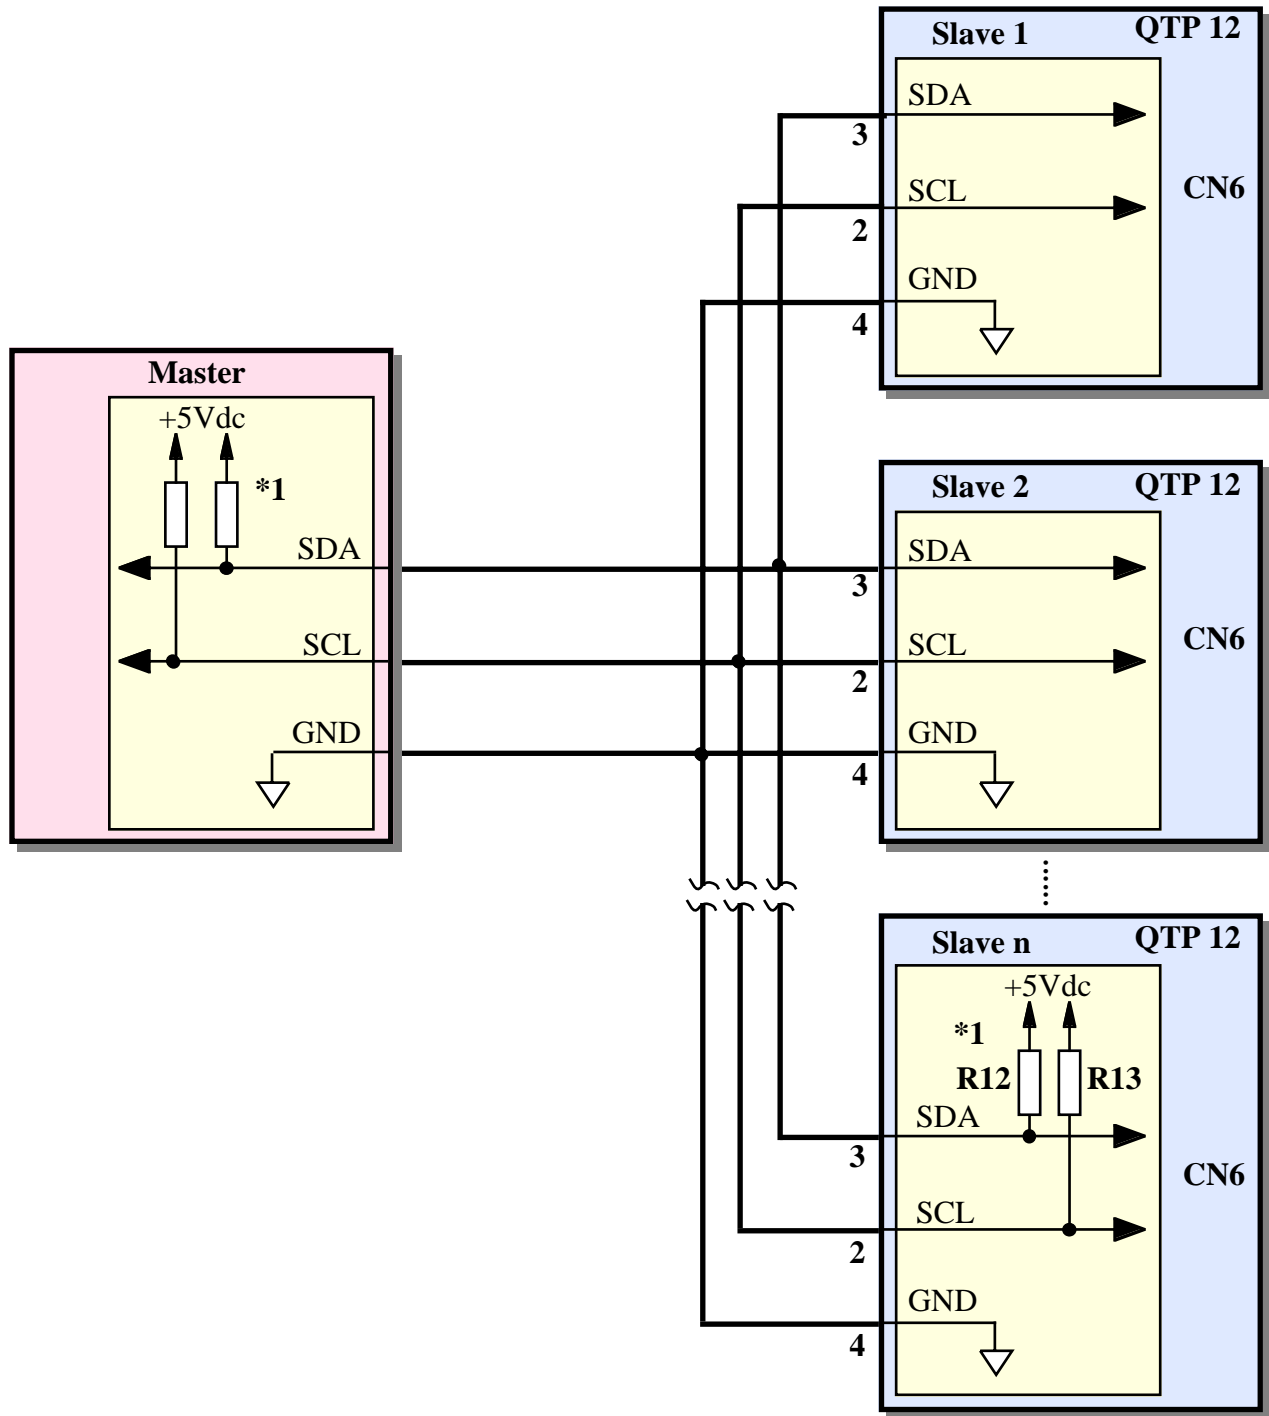 Slave 1 QTP 12
SDA
3
SCL
CN6
2
GND
4
Master
+5Vdc
*1
SDA
SCL
GND
Slave 2 QTP 12
SDA
3
SCL
CN6
2
GND
4
Slave n QTP 12
+5Vdc
*1
R12 R13
SDA
3
CN6
SCL
2
GND
4